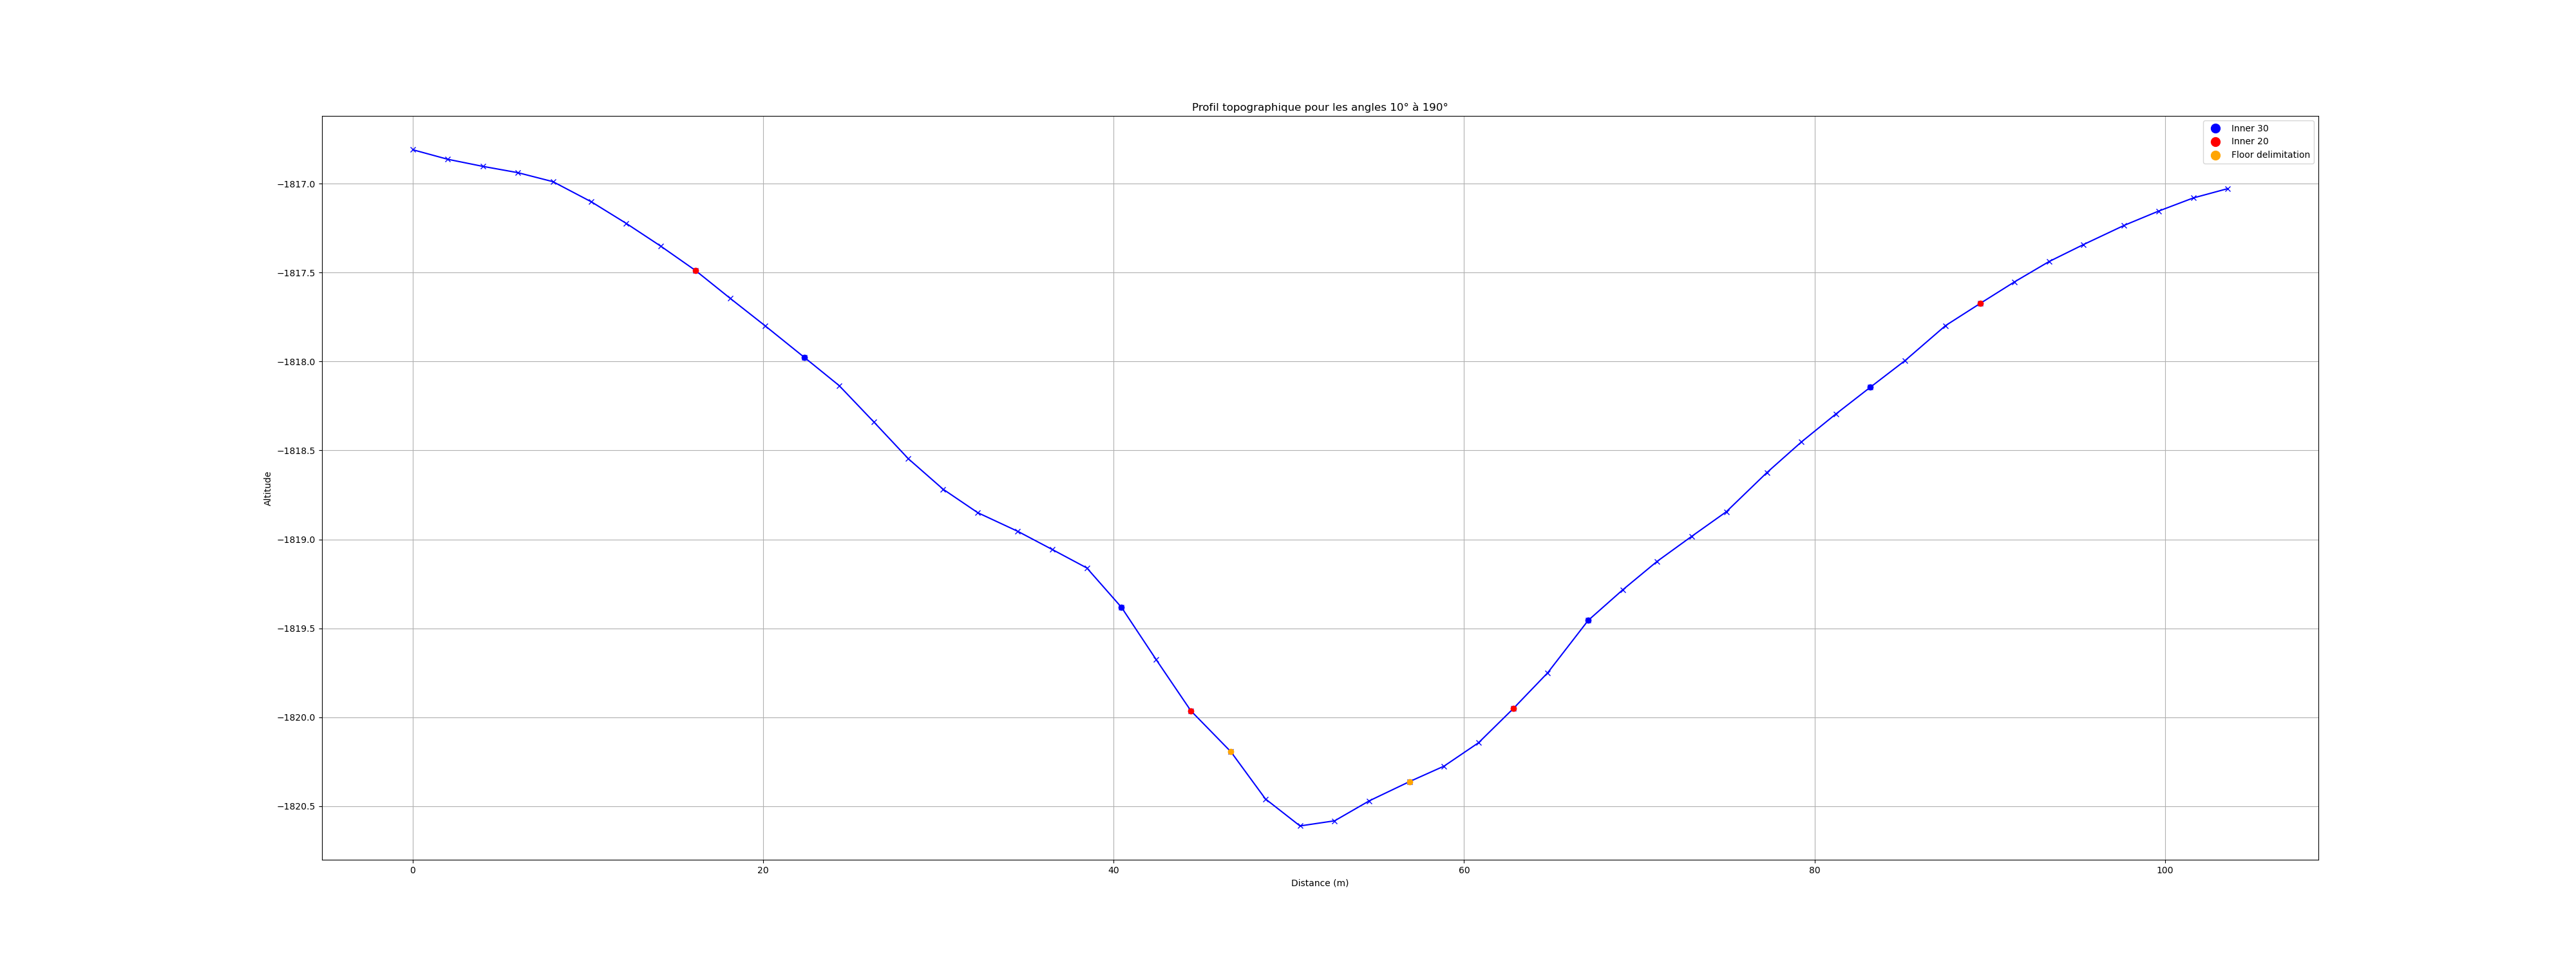 Profil topographique pour les angles 10° à 190°
Inner 30
Inner 20
Floor delimitation
Altitude
−1817.0
−1817.5
−1818.0
−1818.5
−1819.0
−1819.5
−1820.0
−1820.5
0 20 40 60 80 100
Distance (m)